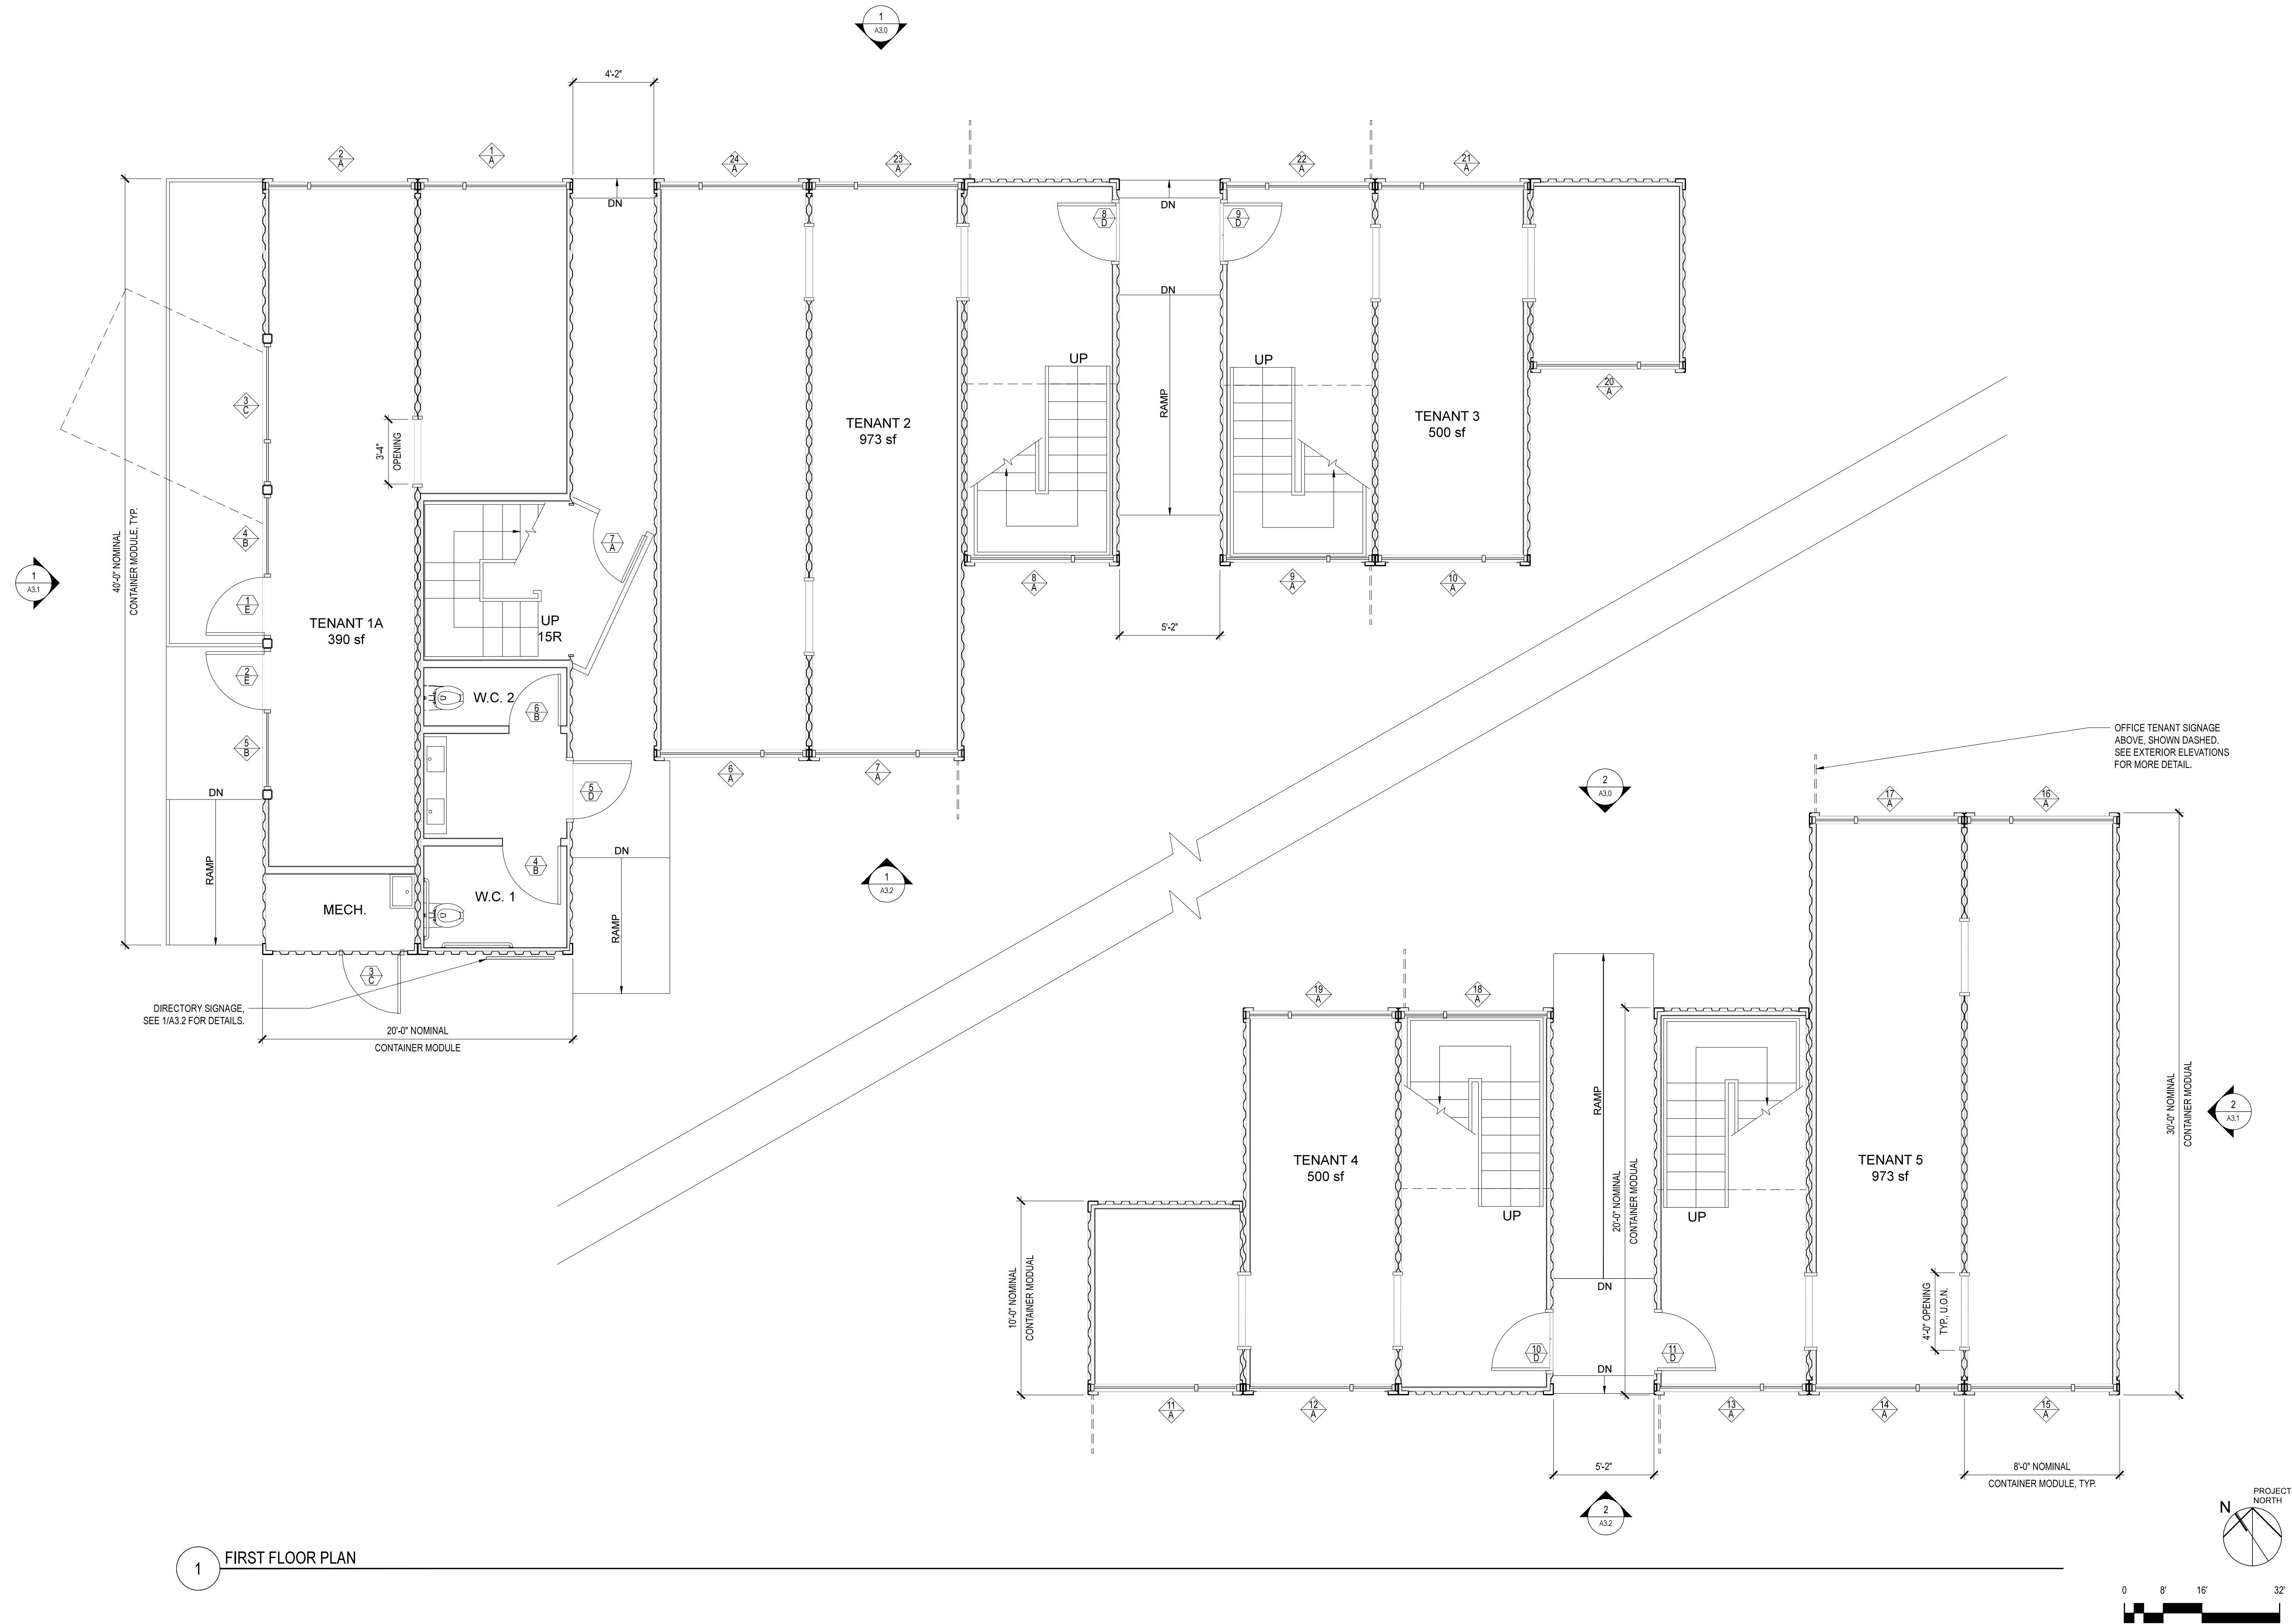 1
A3.0
4'-2"
2
A
1
A
24
A
23
A
22
A
21
A
DN
DN
8
D
9
D
DN
UP
UP
RAMP
20
A
3
C
3'-4"
OPENING
TENANT 2
973 sf
TENANT 3
500 sf
40'-0" NOMINAL
CONTAINER MODULE, TYP.
4
B
7
A
1
A3.1
1
E
8
A
9
A
10
A
TENANT 1A
390 sf
UP
15R
5'-2"
2
E
W.C. 2
6
B
5
B
OFFICE TENANT SIGNAGE
ABOVE, SHOWN DASHED.
SEE EXTERIOR ELEVATIONS
FOR MORE DETAIL.
6
A
7
A
2
A3.0
DN
5
D
17
A
16
A
RAMP
DN
4
B
1
A3.2
W.C. 1
MECH.
RAMP
3
C
19
A
18
A
DIRECTORY SIGNAGE,
SEE 1/A3.2 FOR DETAILS.
20'-0" NOMINAL
CONTAINER MODULE
RAMP
30'-0" NOMINAL
CONTAINER MODUAL
2
A3.1
TENANT 4
500 sf
TENANT 5
973 sf
20'-0" NOMINAL
CONTAINER MODUAL
UP
UP
10'-0" NOMINAL
CONTAINER MODUAL
DN
4'-0" OPENING
TYP., U.O.N.
10
D
11
D
DN
11
A
12
A
13
A
14
A
15
A
5'-2"
8'-0" NOMINAL
CONTAINER MODULE, TYP.
2
A3.2
PROJECT
NORTH
N
1
FIRST FLOOR PLAN
0 8' 16' 32'